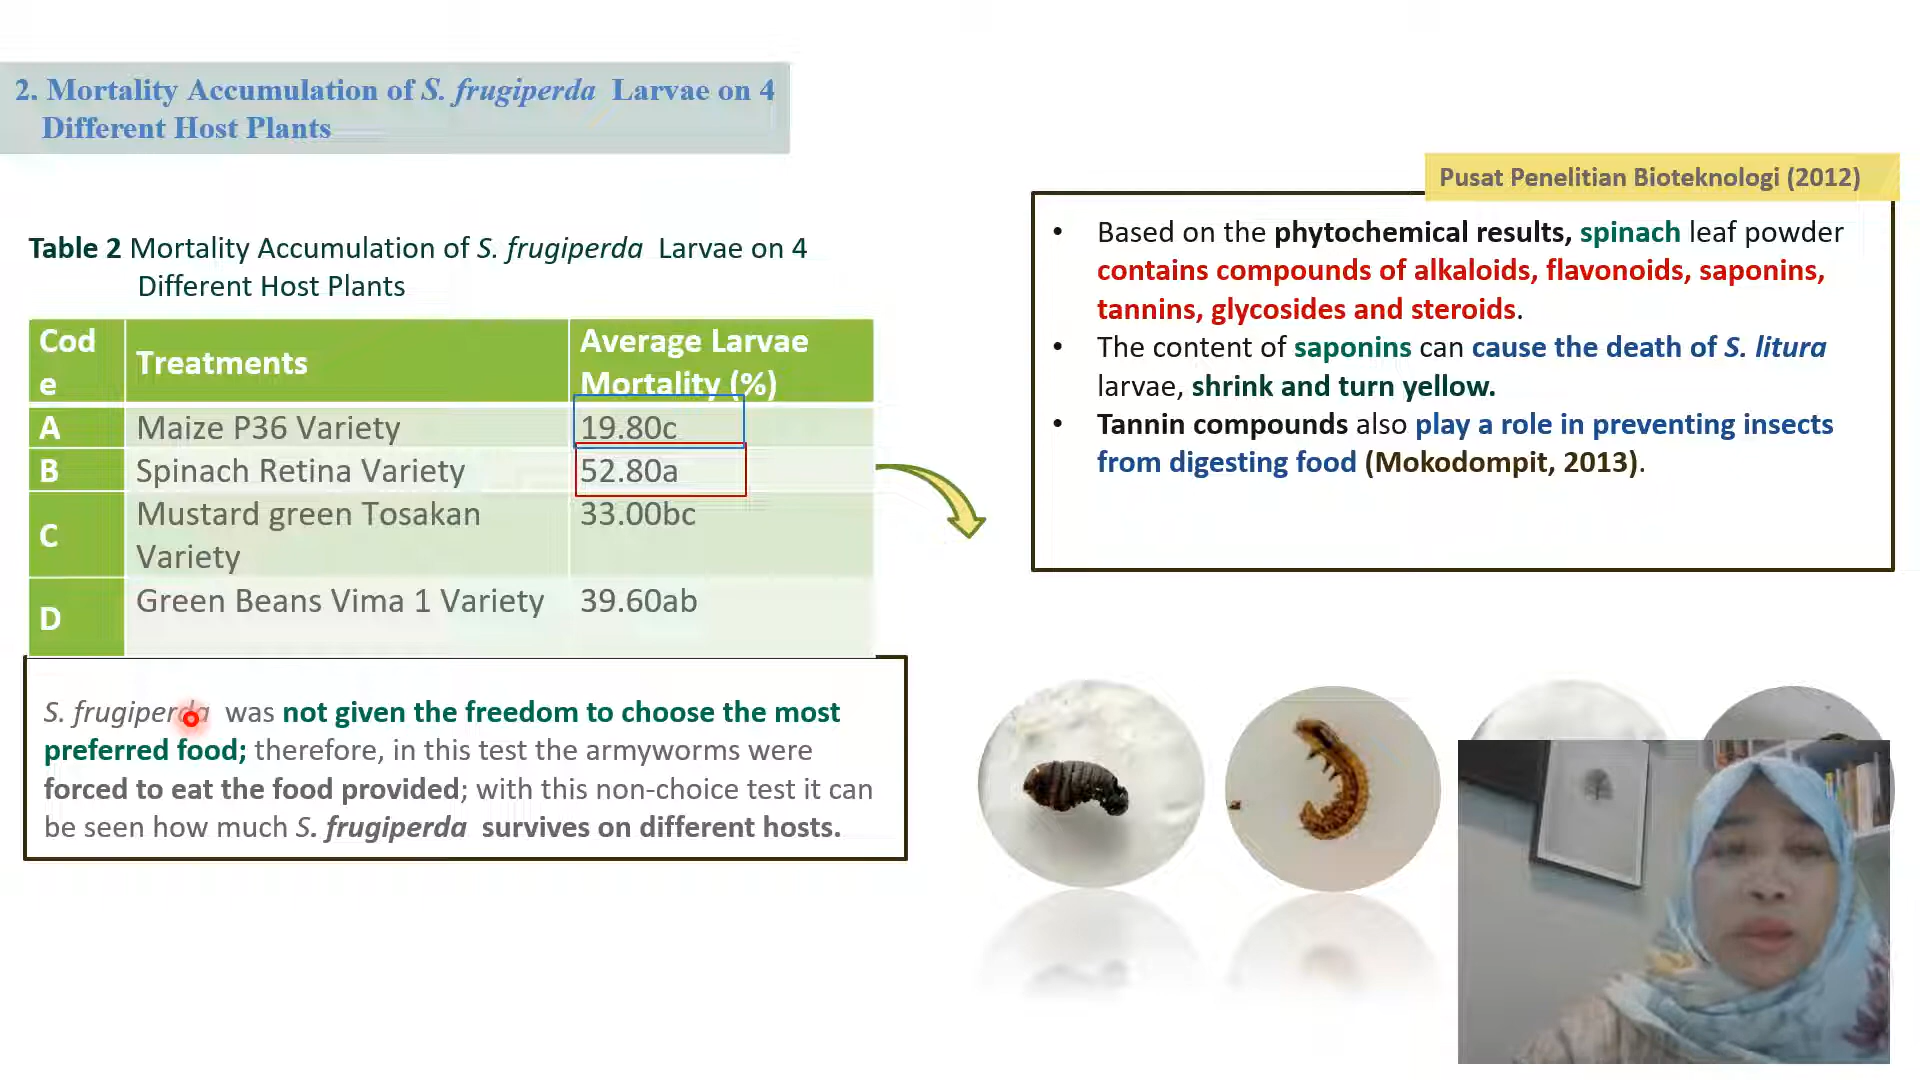 2. Mortality Accumulation of S. frugiperda Larvae on 4
Different Host Plants
Table 2 Mortality Accumulation of S. frugiperda Larvae on 4
Different Host Plants
Cod
e
Treatments
Average Larvae
Mortality (%)
A
Maize P36 Variety
19.80c
B
Spinach Retina Variety
52.80a
C
Mustard green Tosakan
Variety
33.00bc
D
Green Beans Vima 1 Variety
39.60ab
S. frugiperda was not given the freedom to choose the most
preferred food; therefore, in this test the armyworms were
forced to eat the food provided; with this non-choice test it can
be seen how much S. frugiperda survives on different hosts.
Pusat Penelitian Bioteknologi (2012)
• Based on the phytochemical results, spinach leaf powder
contains compounds of alkaloids, flavonoids, saponins,
tannins, glycosides and steroids.
• The content of saponins can cause the death of S. litura
larvae, shrink and turn yellow.
• Tannin compounds also play a role in preventing insects
from digesting food (Mokodompit, 2013).